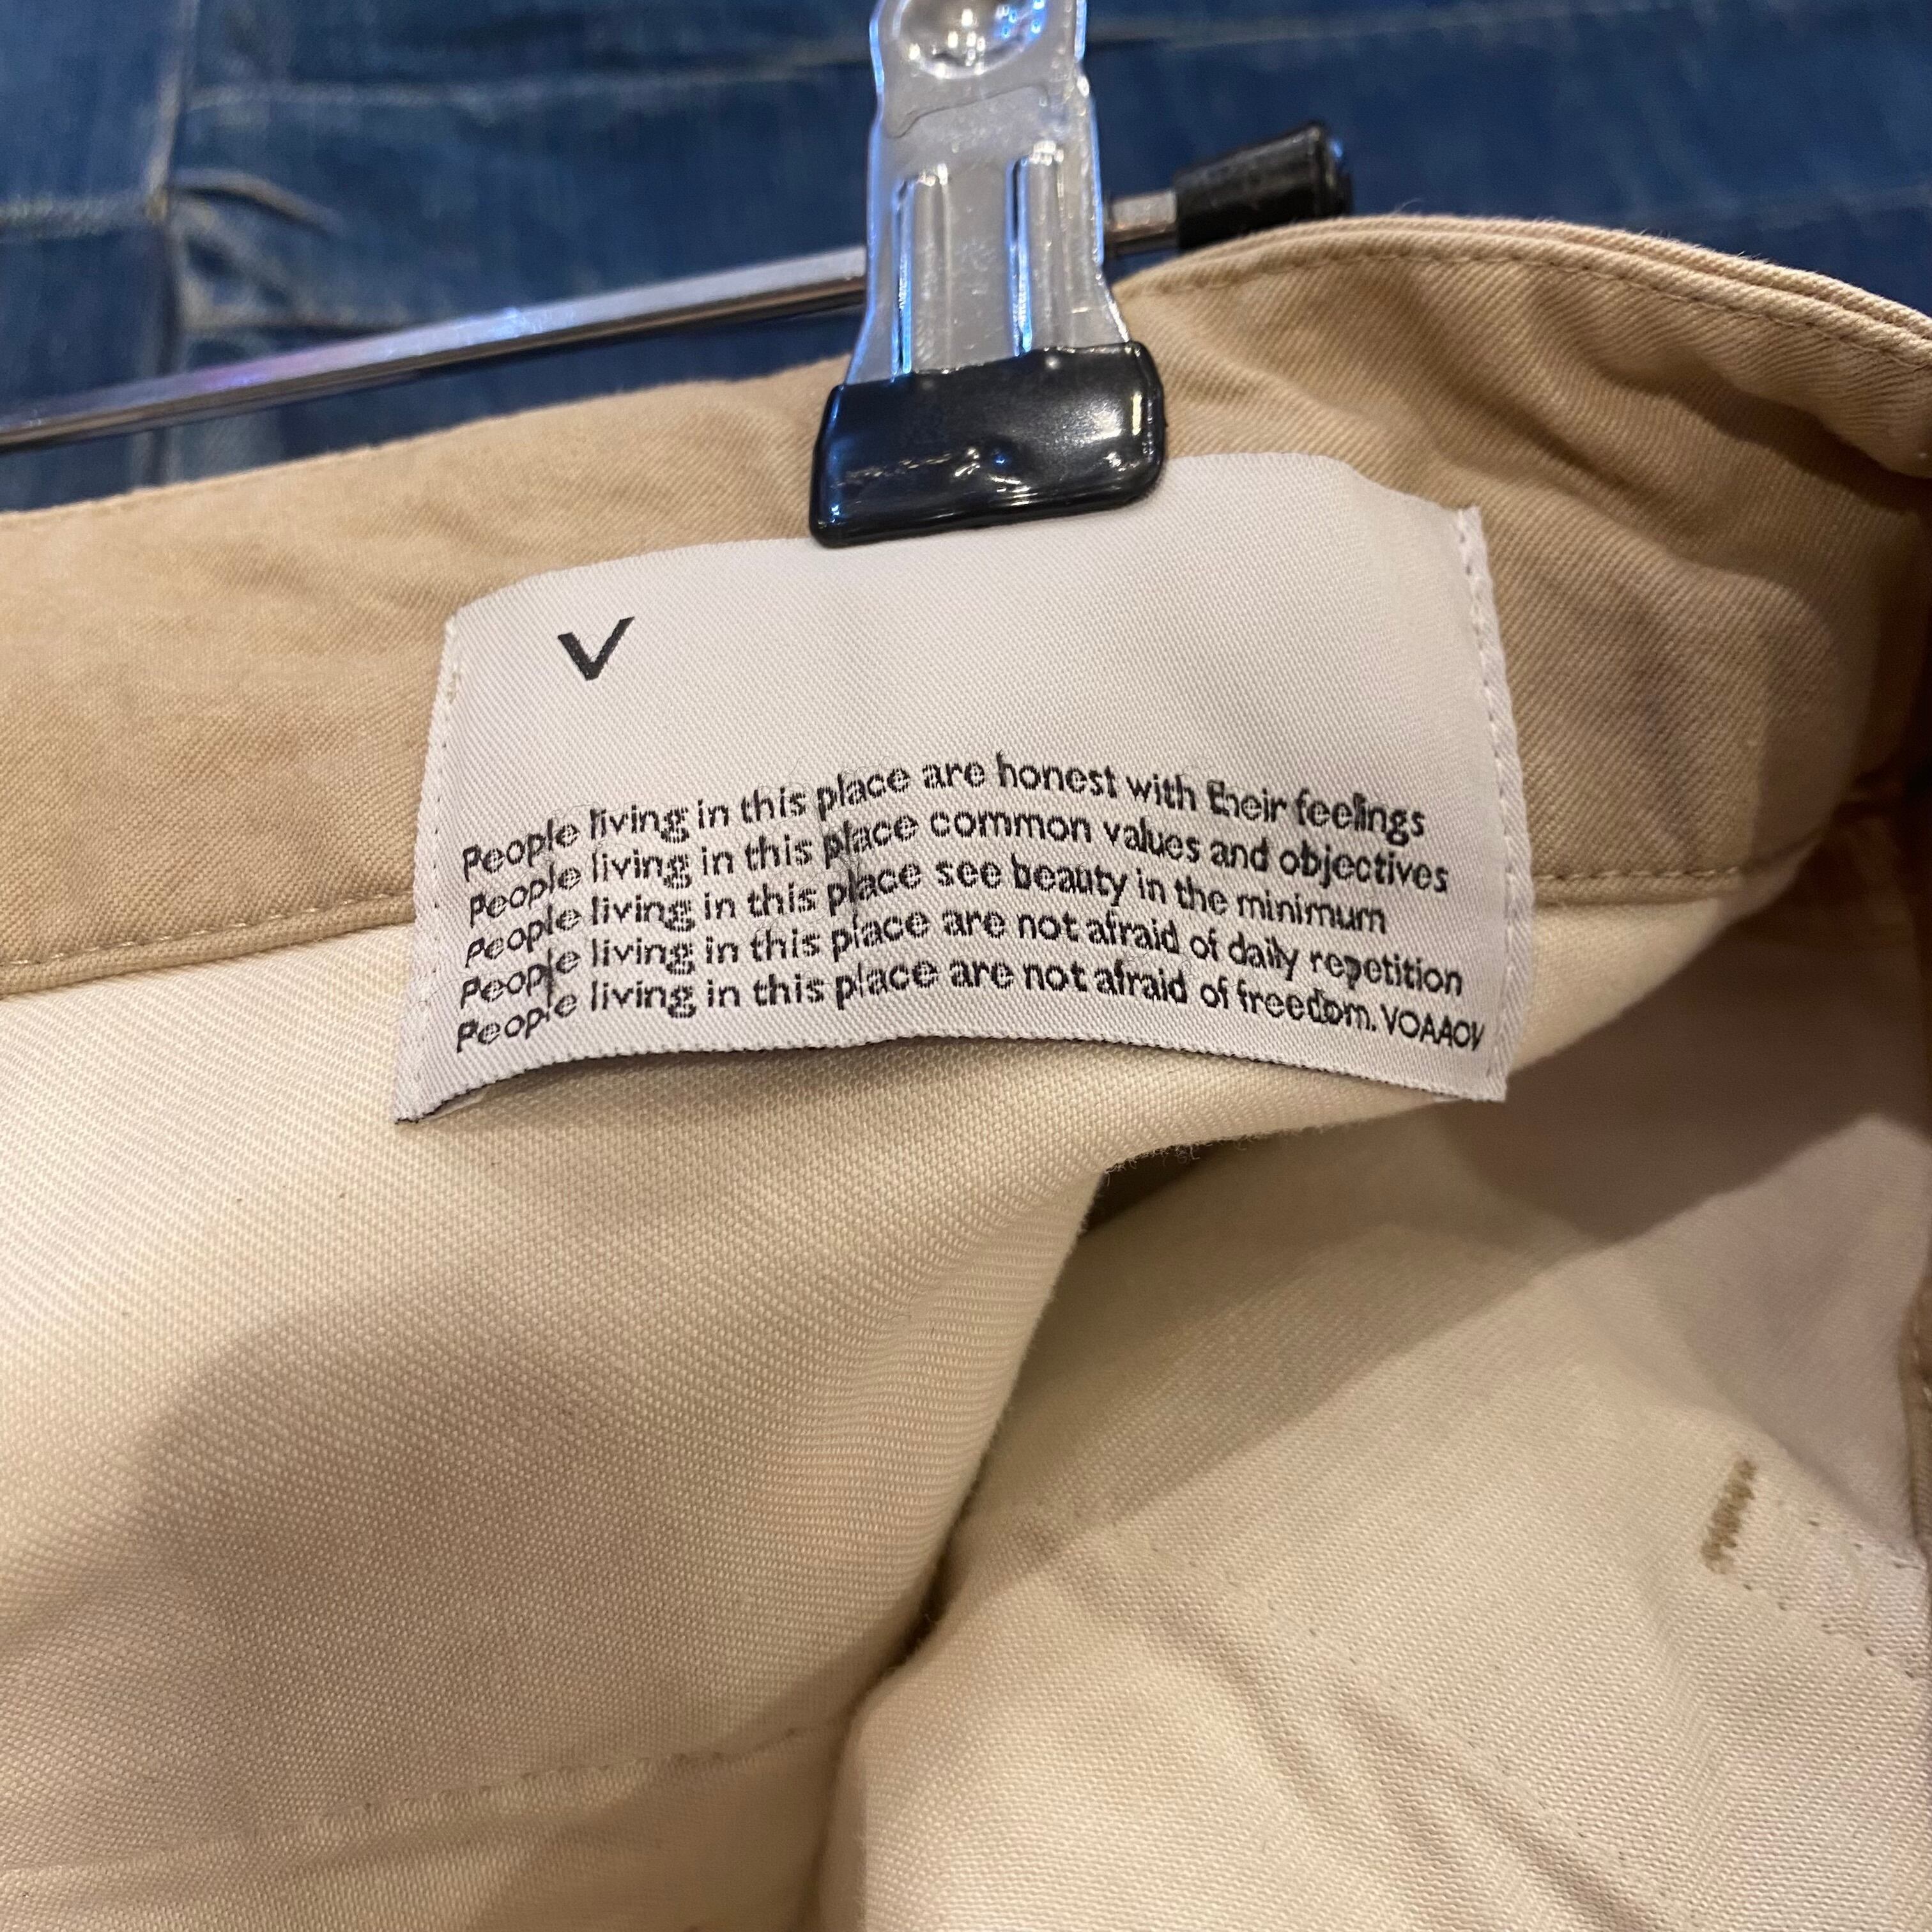 V
People living in this place are honest with their feelings
People living in this place common values and objectives
People living in this place see beauty in the minimum
People living in this place are not afraid of daily repetition
People living in this place are not afraid of freedom. VOAAOV